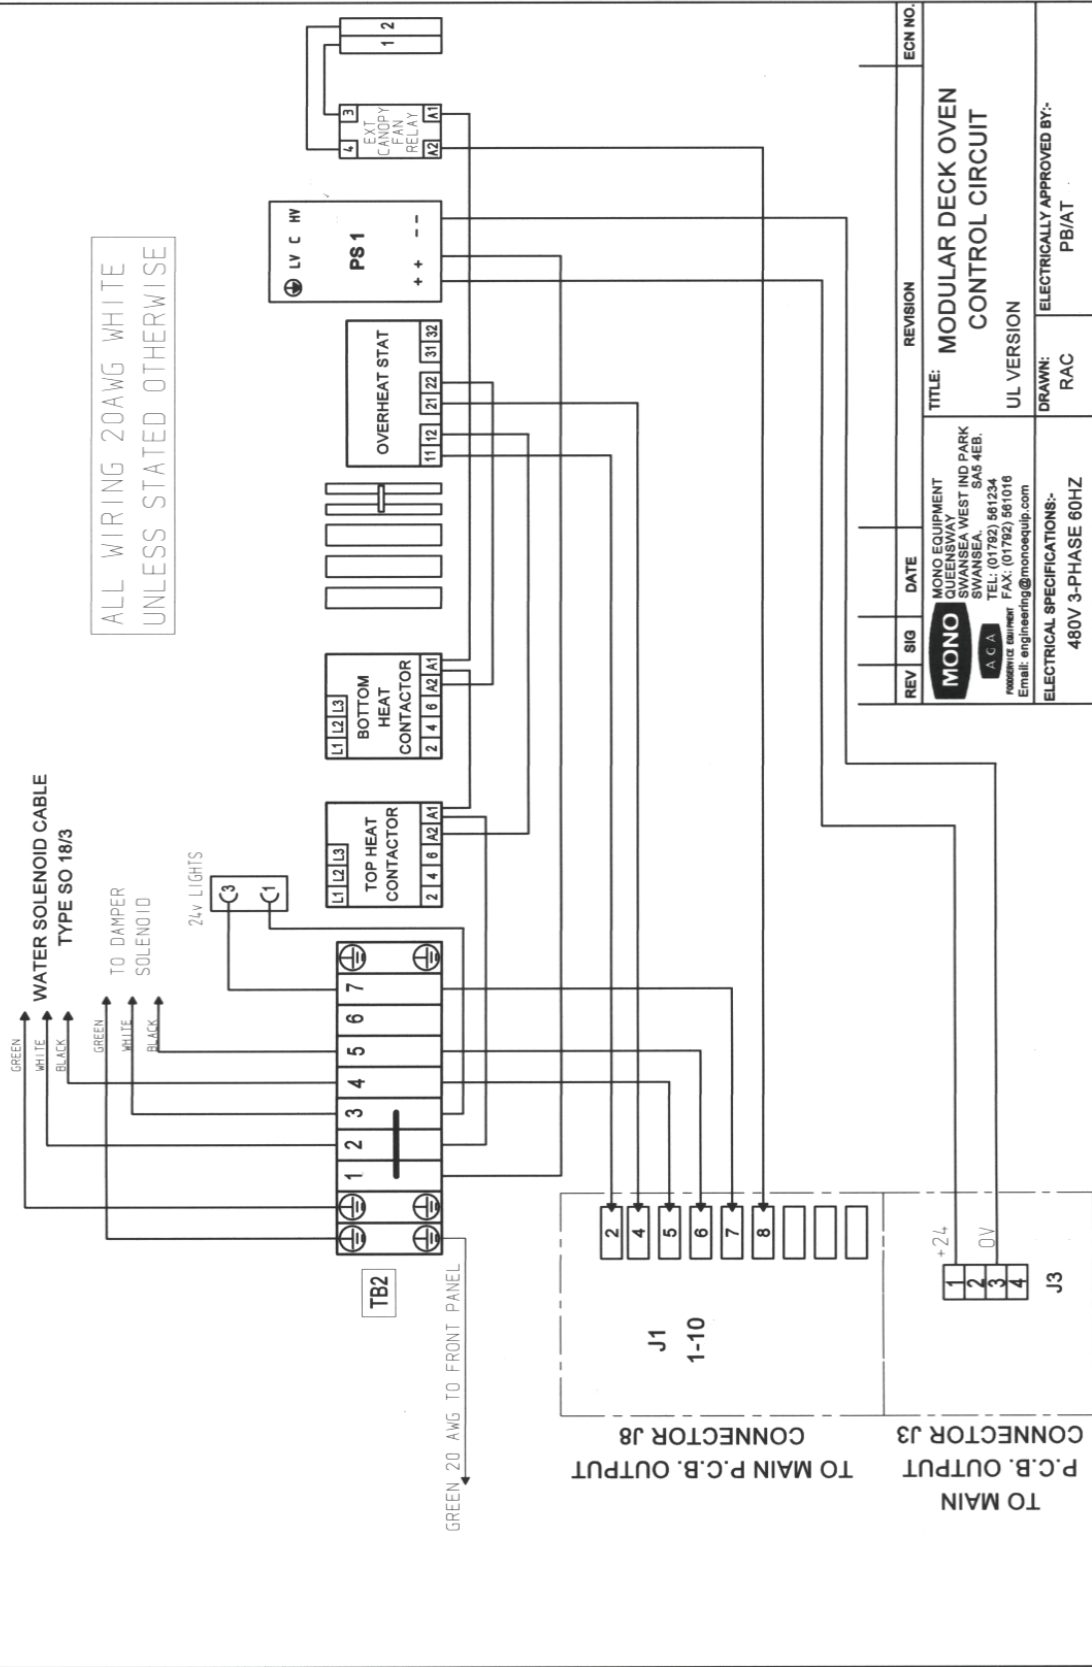 ALL WIRING 20AWG WHITE
UNLESS STATED OTHERWISE
WATER SOLENOID CABLE
TYPE SO 18/3
GREEN
WHITE
BLACK
TO DAMPER
SOLENOID
GREEN
WHITE
BLACK
24v LIGHTS
3
1
TB2
1 2 3 4 5 6 7
GREEN 20 AWG TO FRONT PANEL
L1 L2 L3
TOP HEAT
CONTACTOR
2 4 6 A2 A1
L1 L2 L3
BOTTOM
HEAT
CONTACTOR
2 4 6 A2 A1
OVERHEAT STAT
11 12 21 22 31 32
LV C HV
PS 1
+ + - -
4 3
EXT
CANOPY
FAN
RELAY
A2 A1
1 2
2
4
5
6
7
8
J1
1-10
TO MAIN P.C.B. OUTPUT
CONNECTOR J8
+24
0V
1
2
3
4
J3
TO MAIN
P.C.B. OUTPUT
CONNECTOR J3
REV SIG DATE REVISION ECN NO.
MONO
AGA
FOODSERVICE EQUIPMENT
MONO EQUIPMENT
QUEENSWAY
SWANSEA WEST IND PARK
SWANSEA. SA5 4EB.
TEL: (01792) 561234
FAX: (01792) 561016
Email: engineering@monoequip.com
TITLE: MODULAR DECK OVEN
CONTROL CIRCUIT
UL VERSION
ELECTRICAL SPECIFICATIONS:-
480V 3-PHASE 60HZ
DRAWN:
RAC
ELECTRICALLY APPROVED BY:-
PB/AT